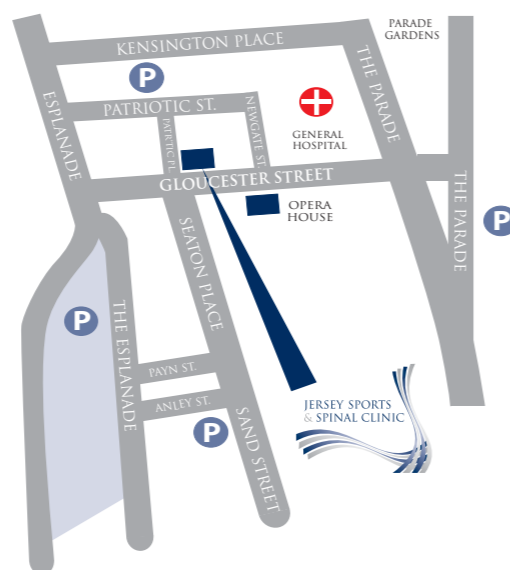 PARADE
GARDENS
KENSINGTON PLACE
P
ESPLANADE
THE PARADE
PATRIOTIC ST.
NEWGATE ST.
GENERAL
HOSPITAL
GLOUCESTER STREET
OPERA
HOUSE
THE PARADE
P
SEATON PLACE
P
THE ESPLANADE
PAYN ST.
ANLEY ST.
P
SAND STREET
JERSEY SPORTS
& SPINAL CLINIC